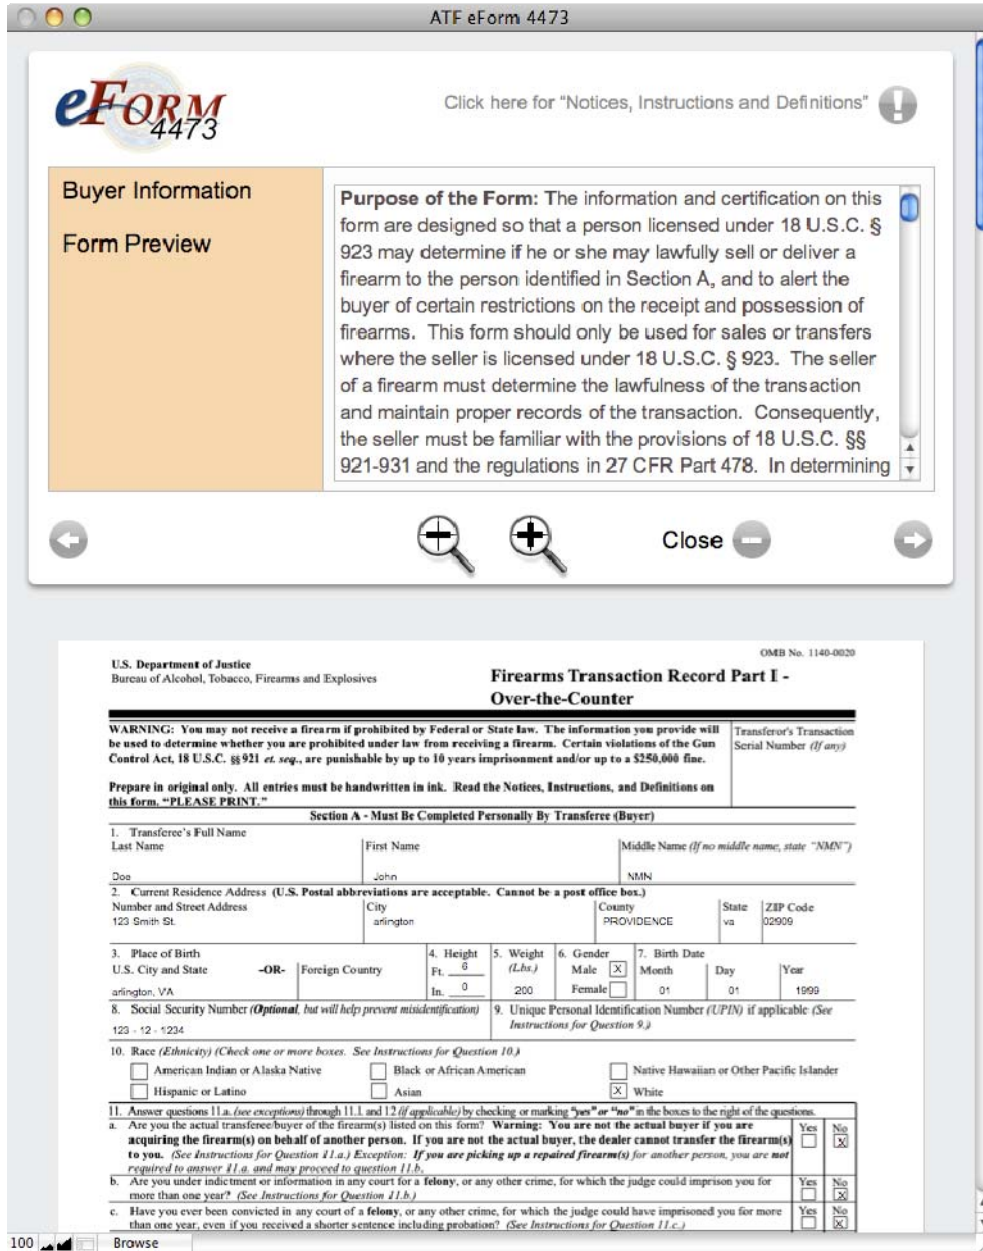 ATF eForm 4473
eFORM
4473
Click here for "Notices, Instructions and Definitions"
Buyer Information
Form Preview
Purpose of the Form: The information and certification on this
form are designed so that a person licensed under 18 U.S.C. §
923 may determine if he or she may lawfully sell or deliver a
firearm to the person identified in Section A, and to alert the
buyer of certain restrictions on the receipt and possession of
firearms. This form should only be used for sales or transfers
where the seller is licensed under 18 U.S.C. § 923. The seller
of a firearm must determine the lawfulness of the transaction
and maintain proper records of the transaction. Consequently,
the seller must be familiar with the provisions of 18 U.S.C. §§
921-931 and the regulations in 27 CFR Part 478. In determining
Close
OMB No. 1140-0020
U.S. Department of Justice
Bureau of Alcohol, Tobacco, Firearms and Explosives
Firearms Transaction Record Part I -
Over-the-Counter
WARNING: You may not receive a firearm if prohibited by Federal or State law. The information you provide will
be used to determine whether you are prohibited under law from receiving a firearm. Certain violations of the Gun
Control Act, 18 U.S.C. §§ 921 et. seq., are punishable by up to 10 years imprisonment and/or up to a $250,000 fine.
Transferor's Transaction
Serial Number (If any)
Prepare in original only. All entries must be handwritten in ink. Read the Notices, Instructions, and Definitions on
this form. "PLEASE PRINT."
Section A - Must Be Completed Personally By Transferee (Buyer)
1. Transferee's Full Name
Last Name First Name Middle Name (If no middle name, state "NMN")
Doe John NMN
2. Current Residence Address (U.S. Postal abbreviations are acceptable. Cannot be a post office box.)
Number and Street Address City County State ZIP Code
123 Smith St. arlington PROVIDENCE va 02909
3. Place of Birth 4. Height 5. Weight 6. Gender 7. Birth Date
U.S. City and State -OR- Foreign Country Ft. 6 (Lbs.) Male X Month Day Year
arlington, VA In. 0 200 Female 01 01 1999
8. Social Security Number (Optional, but will help prevent misidentification) 9. Unique Personal Identification Number (UPIN) if applicable (See
Instructions for Question 9.)
123 - 12 - 1234
10. Race (Ethnicity) (Check one or more boxes. See Instructions for Question 10.)
American Indian or Alaska Native Black or African American Native Hawaiian or Other Pacific Islander
Hispanic or Latino Asian X White
11. Answer questions 11.a. (see exceptions) through 11.l. and 12 (if applicable) by checking or marking "yes" or "no" in the boxes to the right of the questions.
a. Are you the actual transferee/buyer of the firearm(s) listed on this form? Warning: You are not the actual buyer if you are Yes No
acquiring the firearm(s) on behalf of another person. If you are not the actual buyer, the dealer cannot transfer the firearm(s) X
to you. (See Instructions for Question 11.a.) Exception: If you are picking up a repaired firearm(s) for another person, you are not
required to answer 11.a. and may proceed to question 11.b.
b. Are you under indictment or information in any court for a felony, or any other crime, for which the judge could imprison you for Yes No
more than one year? (See Instructions for Question 11.b.) X
c. Have you ever been convicted in any court of a felony, or any other crime, for which the judge could have imprisoned you for more Yes No
than one year, even if you received a shorter sentence including probation? (See Instructions for Question 11.c.) X
100 Browse